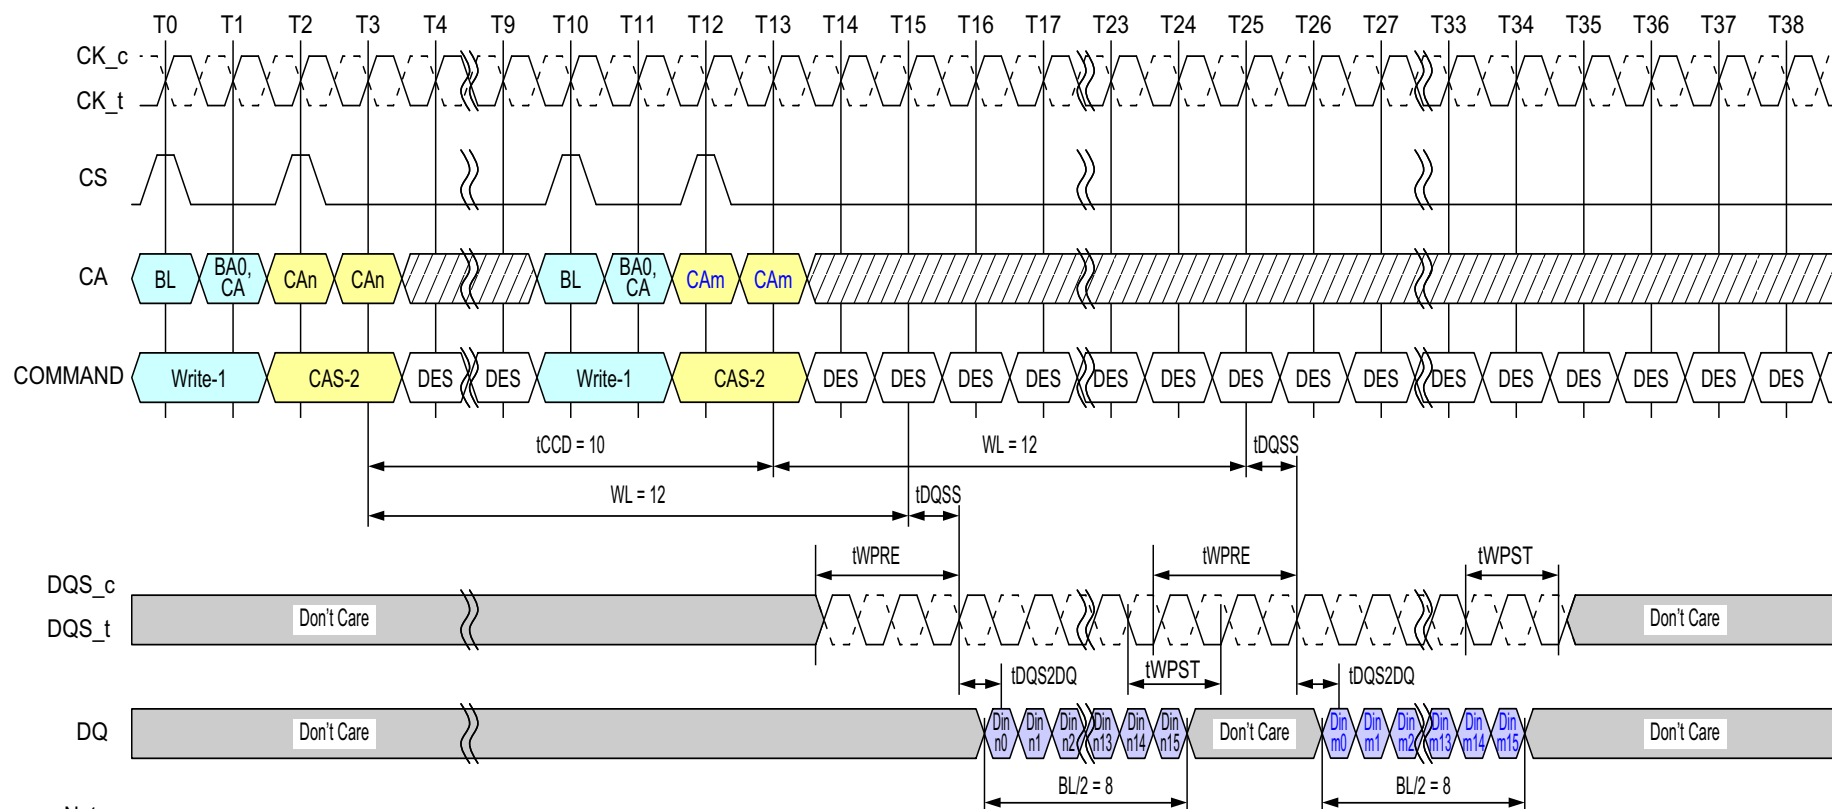 T0 T1 T2 T3 T4 T9 T10 T11 T12 T13 T14 T15 T16 T17 T23 T24 T25 T26 T27 T33 T34 T35 T36 T37 T38
CK_c
CK_t
CS
CA BL BA0, CA CAn CAn BL BA0, CA CAm CAm
COMMAND Write-1 CAS-2 DES DES Write-1 CAS-2 DES DES DES DES DES DES DES DES DES DES DES DES DES DES DES
tCCD = 10 WL = 12 tDQSS
WL = 12 tDQSS
tWPRE tWPRE tWPST
DQS_c
DQS_t Don't Care Don't Care
tDQS2DQ tWPST tDQS2DQ
DQ Don't Care Din n0 Din n1 Din n2 Din n13 Din n14 Din n15 Don't Care Din m0 Din m1 Din m2 Din m13 Din m14 Din m15 Don't Care
BL/2 = 8 BL/2 = 8